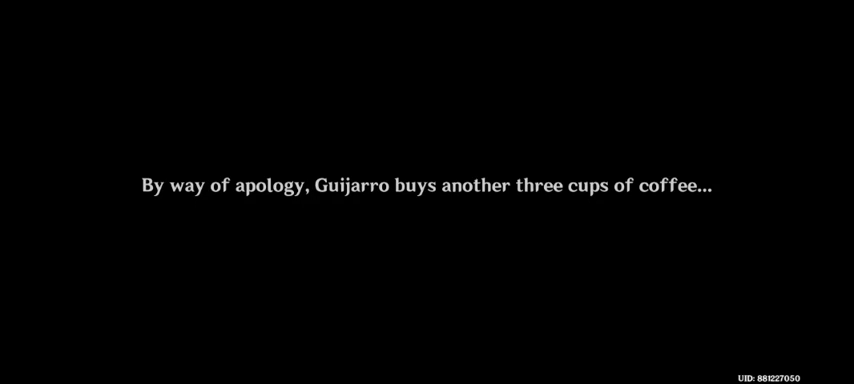 By way of apology, Guijarro buys another three cups of coffee...
UID: 881227050